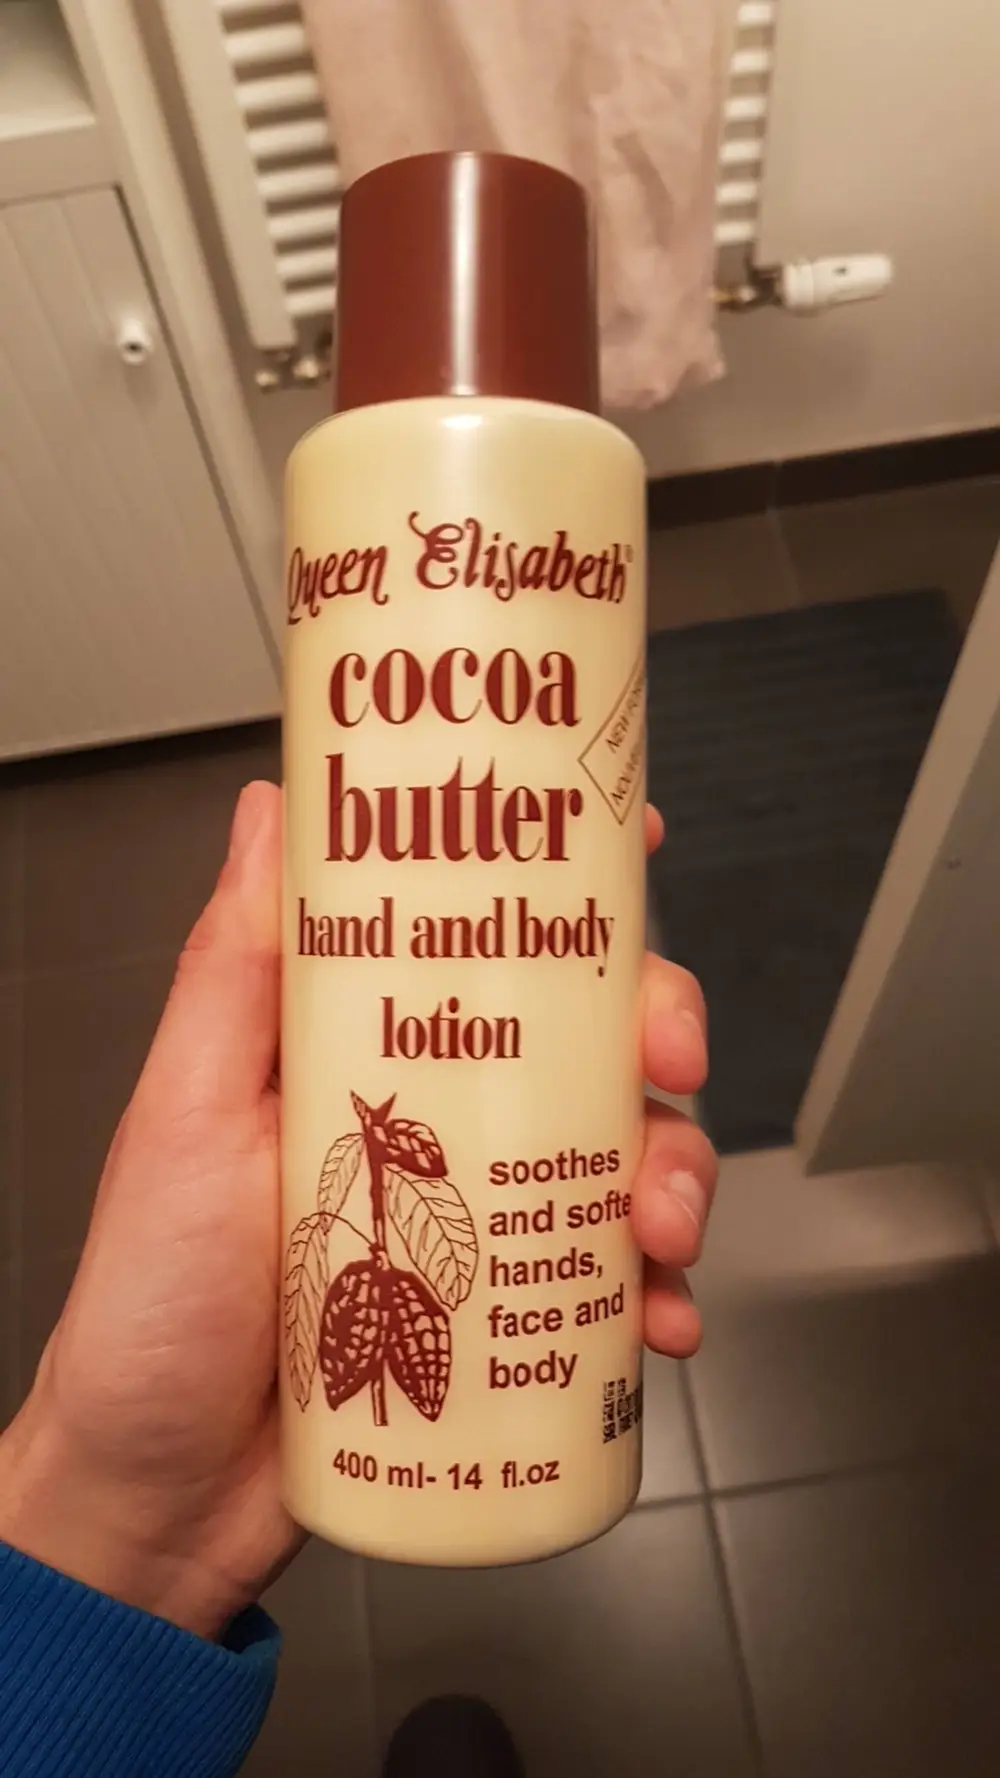 Queen Elisabeth®
cocoa
butter
hand and body
lotion
NEW
soothes
and softe
hands,
face and
body
400 ml- 14 fl.oz